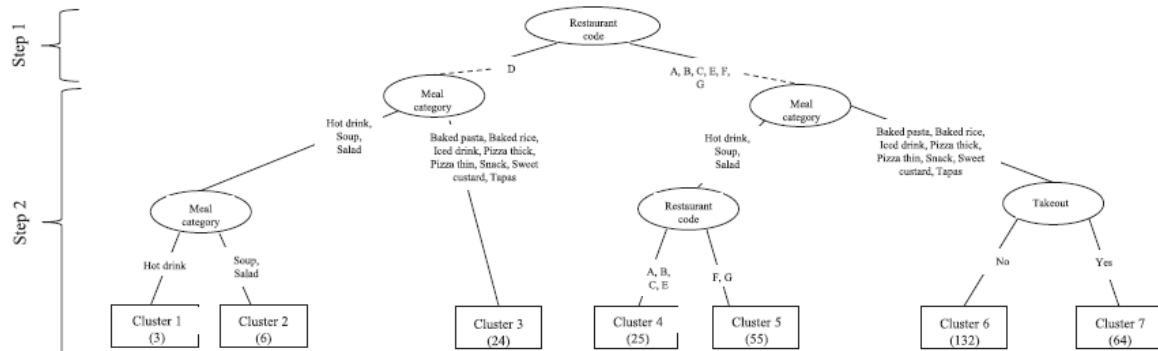 Step 1
Restaurant
code
D
A, B, C, E, F,
G
Step 2
Meal
category
Meal
category
Hot drink,
Soup,
Salad
Baked pasta, Baked rice,
Iced drink, Pizza thick,
Pizza thin, Snack, Sweet
custard, Tapas
Hot drink,
Soup,
Salad
Baked pasta, Baked rice,
Iced drink, Pizza thick,
Pizza thin, Snack, Sweet
custard, Tapas
Meal
category
Restaurant
code
Takeout
Hot drink
Soup,
Salad
A, B,
C, E
F, G
No
Yes
Cluster 1
(3)
Cluster 2
(6)
Cluster 3
(24)
Cluster 4
(25)
Cluster 5
(55)
Cluster 6
(132)
Cluster 7
(64)